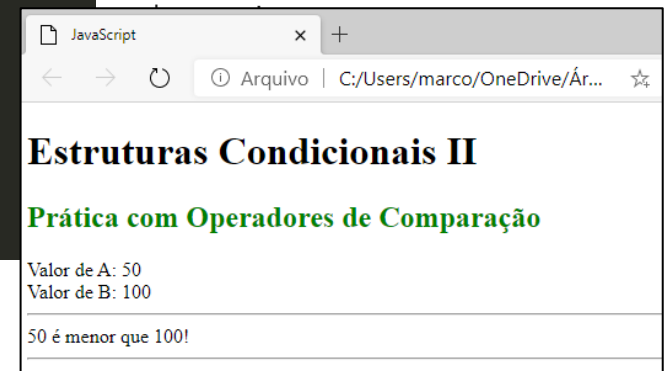 JavaScript
Arquivo | C:/Users/marco/OneDrive/Ár...
Estruturas Condicionais II
Prática com Operadores de Comparação
Valor de A: 50
Valor de B: 100
50 é menor que 100!